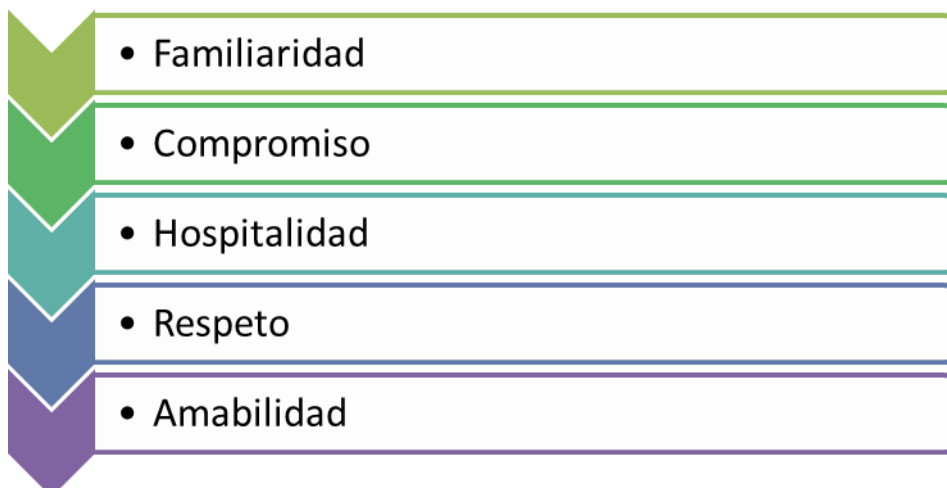 • Familiaridad
• Compromiso
• Hospitalidad
• Respeto
• Amabilidad